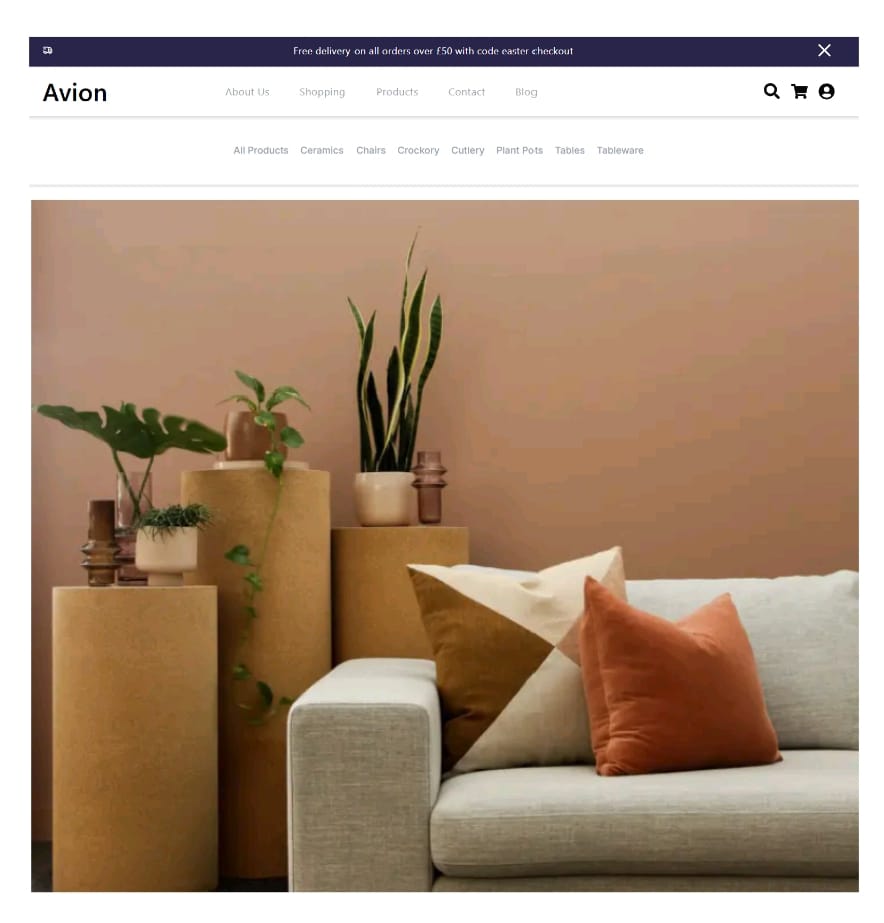 Free delivery on all orders over £50 with code easter checkout
Avion About Us Shopping Products Contact Blog
All Products Ceramics Chairs Crockory Cutlery Plant Pots Tables Tableware